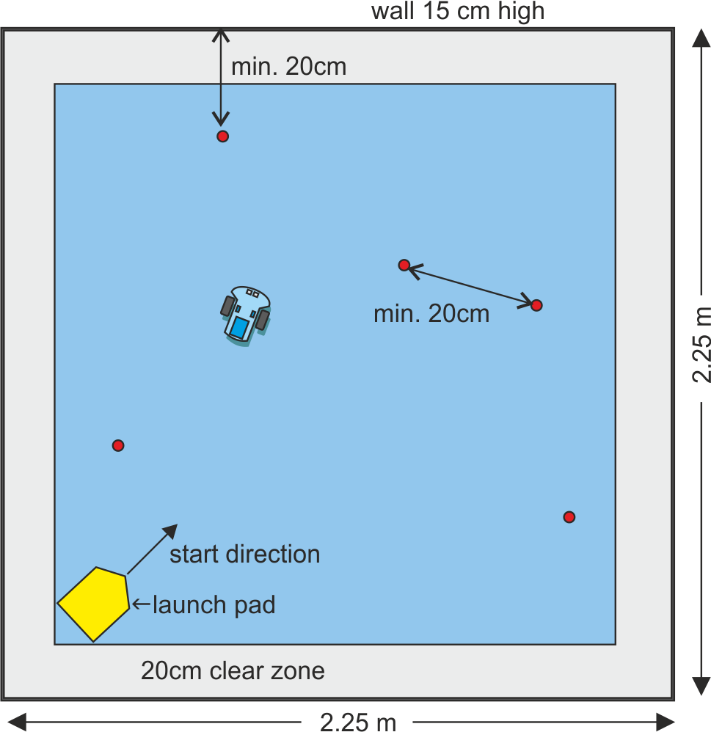 wall 15 cm high
min. 20cm
min. 20cm
2.25 m
start direction
launch pad
20cm clear zone
2.25 m